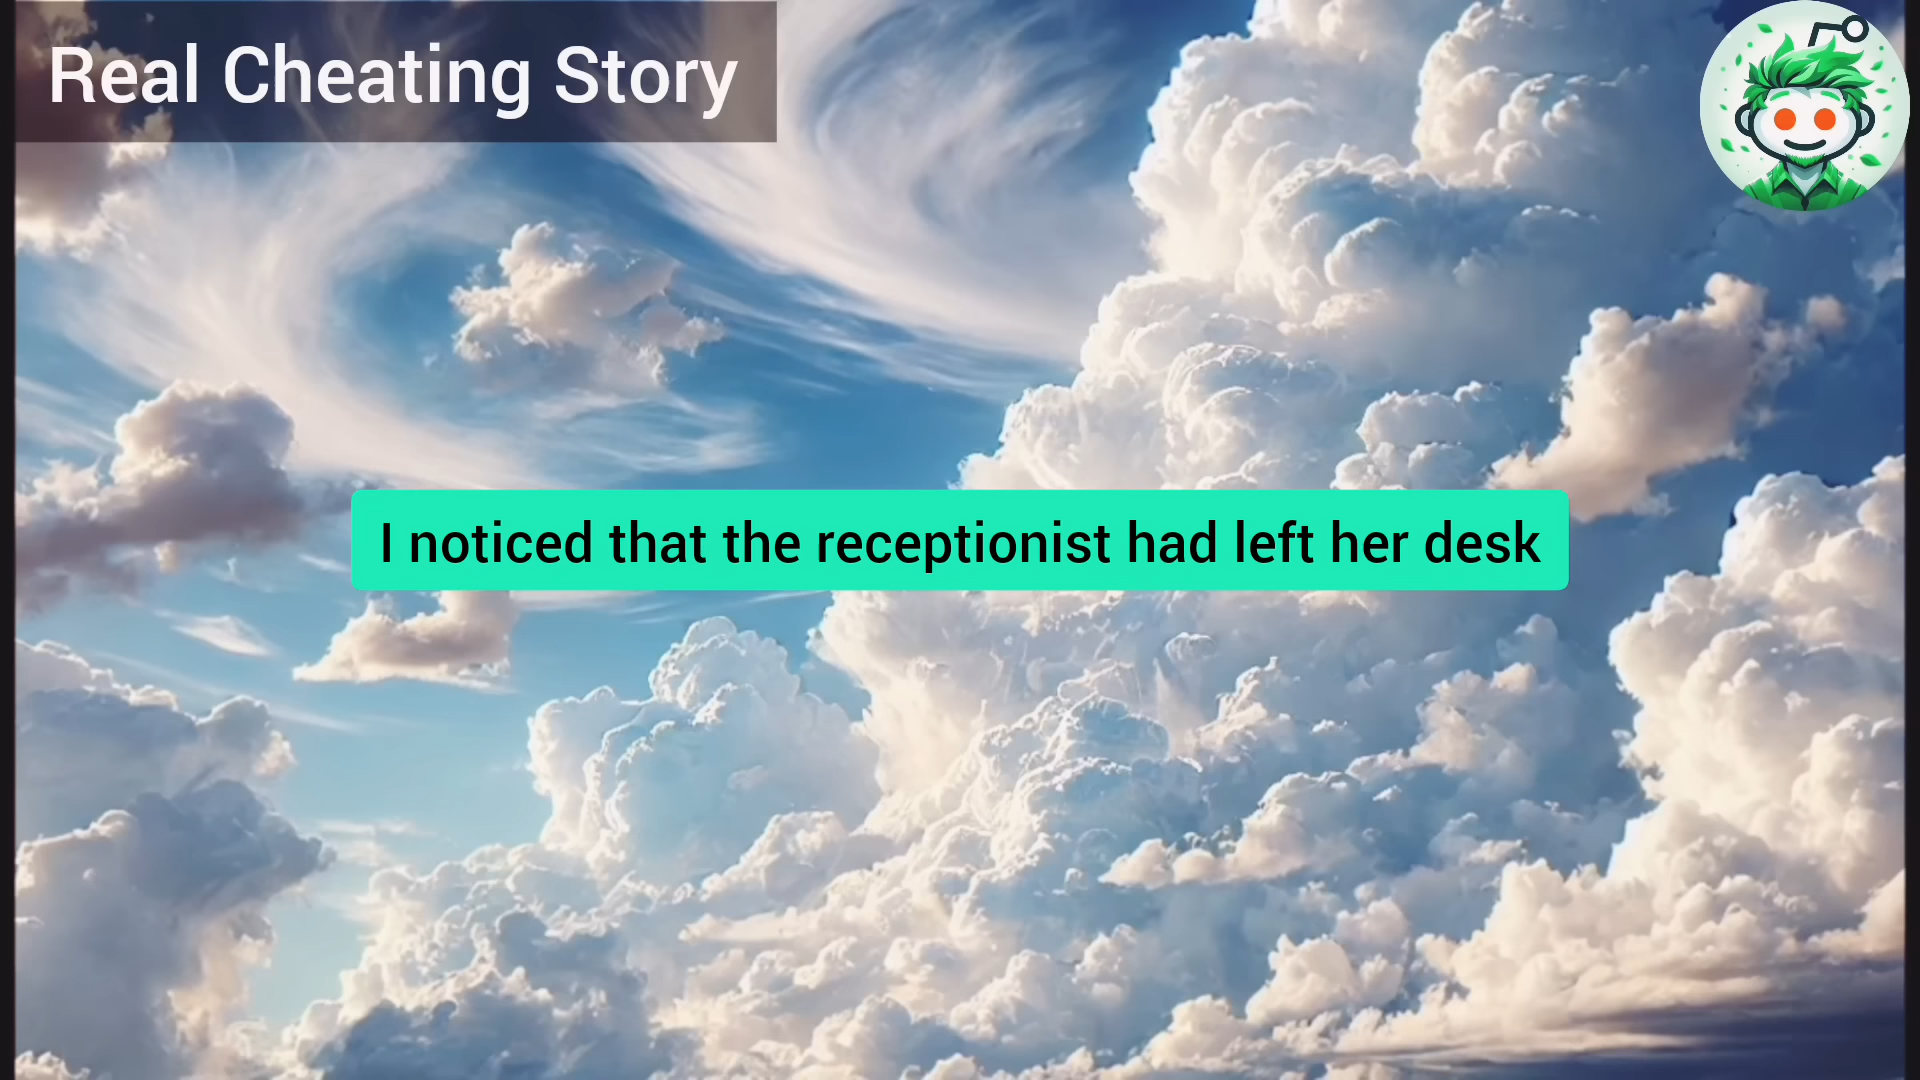 Real Cheating Story
I noticed that the receptionist had left her desk